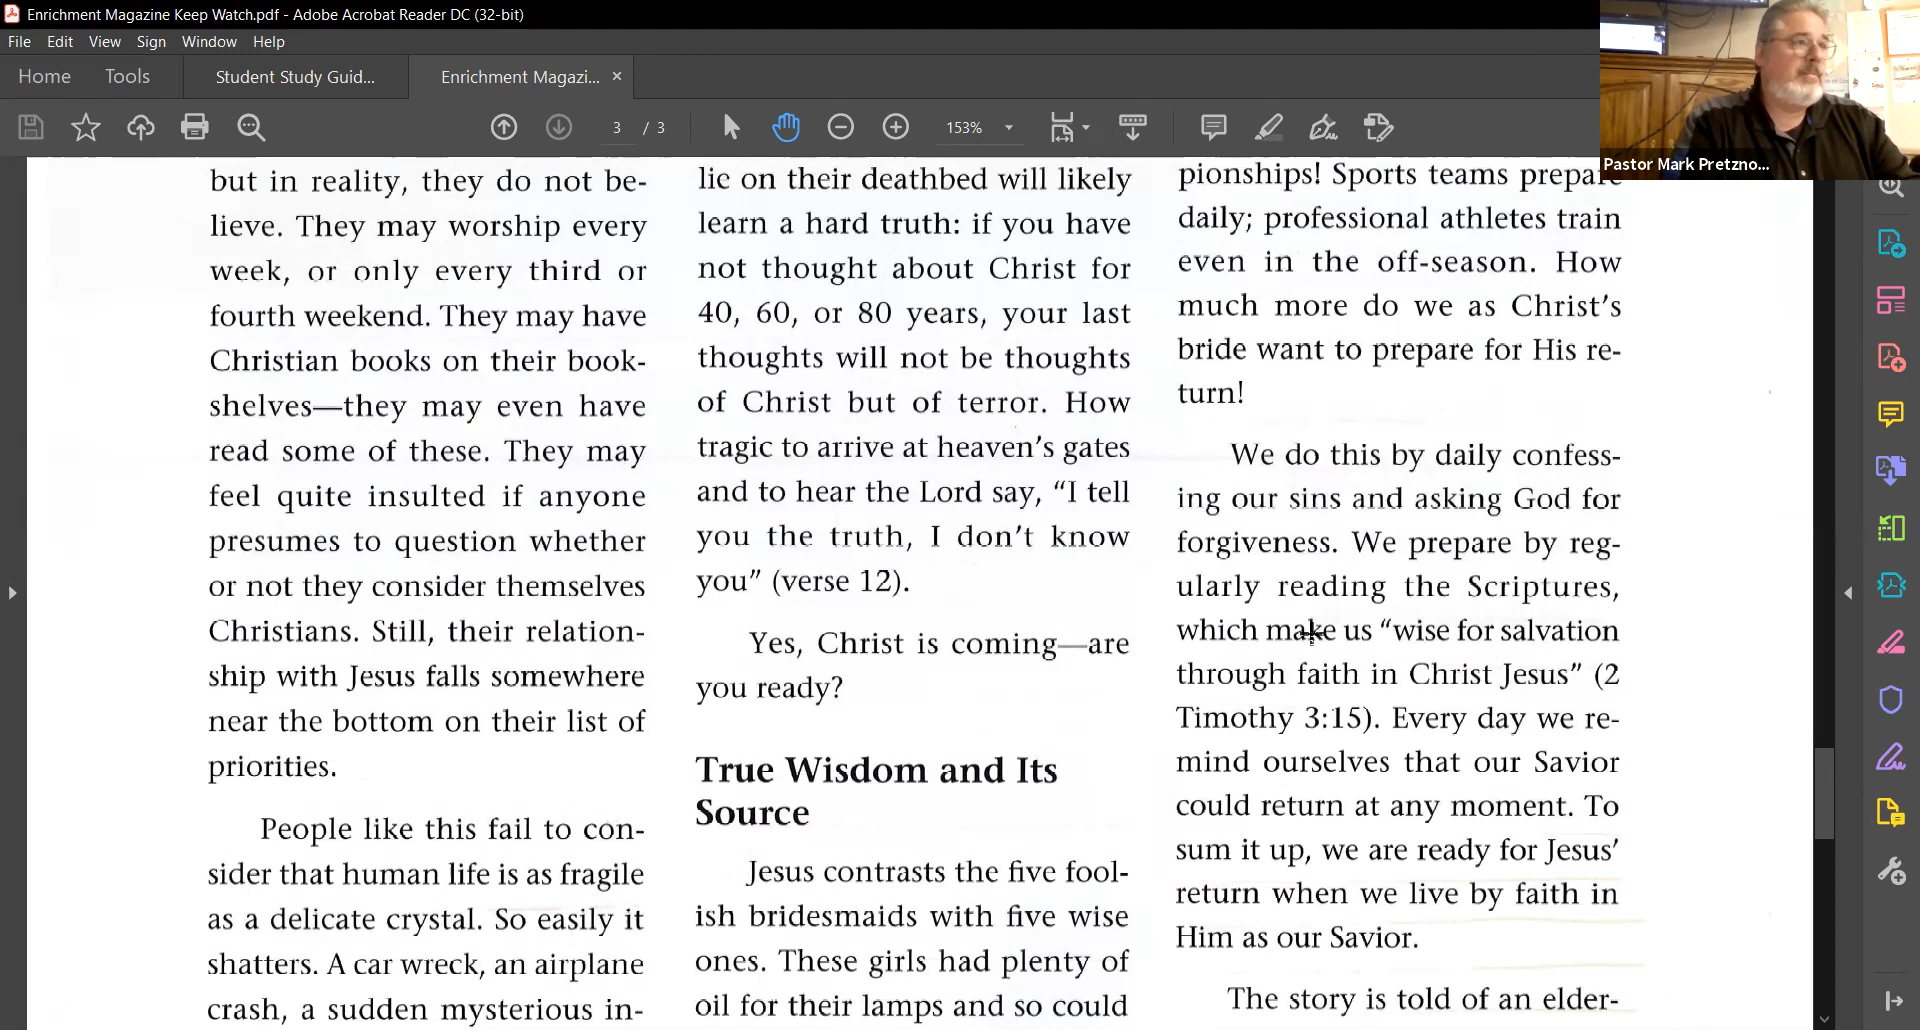 Enrichment Magazine Keep Watch.pdf - Adobe Acrobat Reader DC (32-bit)
File Edit View Sign Window Help
Home Tools Student Study Guid... Enrichment Magazi... ×
3 / 3 153%
Pastor Mark Pretzno...
but in reality, they do not be-
lieve. They may worship every
week, or only every third or
fourth weekend. They may have
Christian books on their book-
shelves—they may even have
read some of these. They may
feel quite insulted if anyone
presumes to question whether
or not they consider themselves
Christians. Still, their relation-
ship with Jesus falls somewhere
near the bottom on their list of
priorities.
People like this fail to con-
sider that human life is as fragile
as a delicate crystal. So easily it
shatters. A car wreck, an airplane
crash, a sudden mysterious in-
lie on their deathbed will likely
learn a hard truth: if you have
not thought about Christ for
40, 60, or 80 years, your last
thoughts will not be thoughts
of Christ but of terror. How
tragic to arrive at heaven's gates
and to hear the Lord say, “I tell
you the truth, I don't know
you” (verse 12).
Yes, Christ is coming—are
you ready?
True Wisdom and Its
Source
Jesus contrasts the five fool-
ish bridesmaids with five wise
ones. These girls had plenty of
oil for their lamps and so could
pionships! Sports teams prepare
daily; professional athletes train
even in the off-season. How
much more do we as Christ's
bride want to prepare for His re-
turn!
We do this by daily confess-
ing our sins and asking God for
forgiveness. We prepare by reg-
ularly reading the Scriptures,
which make us “wise for salvation
through faith in Christ Jesus” (2
Timothy 3:15). Every day we re-
mind ourselves that our Savior
could return at any moment. To
sum it up, we are ready for Jesus'
return when we live by faith in
Him as our Savior.
The story is told of an elder-